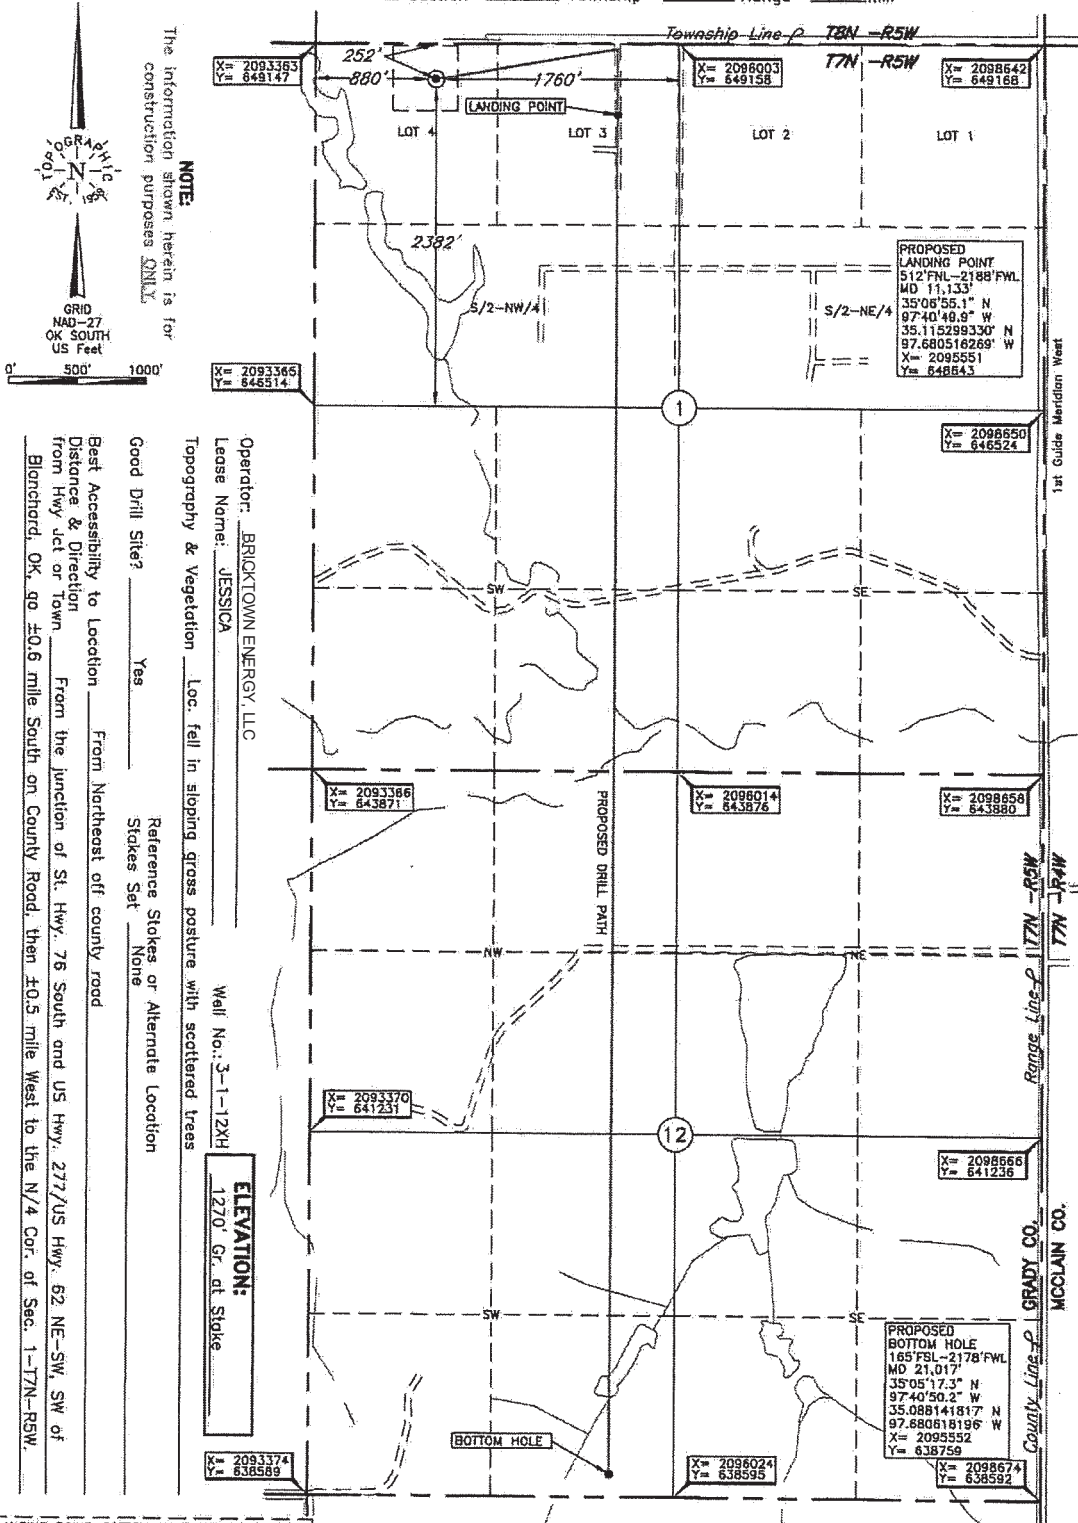 Township Line
T8N -R5W
T7N -R5W
X= 2093363
Y= 649147
252'
880'
1760'
X= 2096003
Y= 649158
X= 2098642
Y= 649168
LANDING POINT
LOT 4
LOT 3
LOT 2
LOT 1
TOPOGRAPHIC
N
EST. 1950
GRID
NAD-27
OK SOUTH
US Feet
0' 500' 1000'
NOTE:
The information shown herein is for
construction purposes ONLY.
2382'
S/2-NW/4
S/2-NE/4
PROPOSED
LANDING POINT
512'FNL-2188'FWL
MD 11,133'
35°06'55.1" N
97°40'49.9" W
35.115299330° N
97.680516269° W
X= 2095551
Y= 648643
1st Guide Meridian West
X= 2093365
Y= 646514
1
X= 2098650
Y= 646524
SW
SE
X= 2093366
Y= 643871
X= 2096014
Y= 643876
X= 2098658
Y= 643880
PROPOSED DRILL PATH
T7N -R5W
T7N -R4W
NW
NE
Range Line
X= 2093370
Y= 641231
12
X= 2098666
Y= 641236
GRADY CO.
MCCLAIN CO.
County Line
SW
SE
PROPOSED
BOTTOM HOLE
165'FSL-2178'FWL
MD 21,017'
35°05'17.3" N
97°40'50.2" W
35.088141817° N
97.680618196° W
X= 2095552
Y= 638759
BOTTOM HOLE
X= 2093374
Y= 638589
X= 2096024
Y= 638595
X= 2098674
Y= 638592
Operator: BRICKTOWN ENERGY, LLC
Lease Name: JESSICA Well No.: 3-1-12XH
ELEVATION:
1270' Gr. at Stake
Topography & Vegetation Loc. fell in sloping grass pasture with scattered trees
Good Drill Site? Yes
Reference Stakes or Alternate Location
Stakes Set None
Best Accessibility to Location From Northeast off county road
Distance & Direction
from Hwy Jct or Town From the junction of St. Hwy. 76 South and US Hwy. 277/US Hwy. 62 NE-SW, SW of
Blanchard, OK, go ±0.6 mile South on County Road, then ±0.5 mile West to the N/4 Cor. of Sec. 1-T7N-R5W.